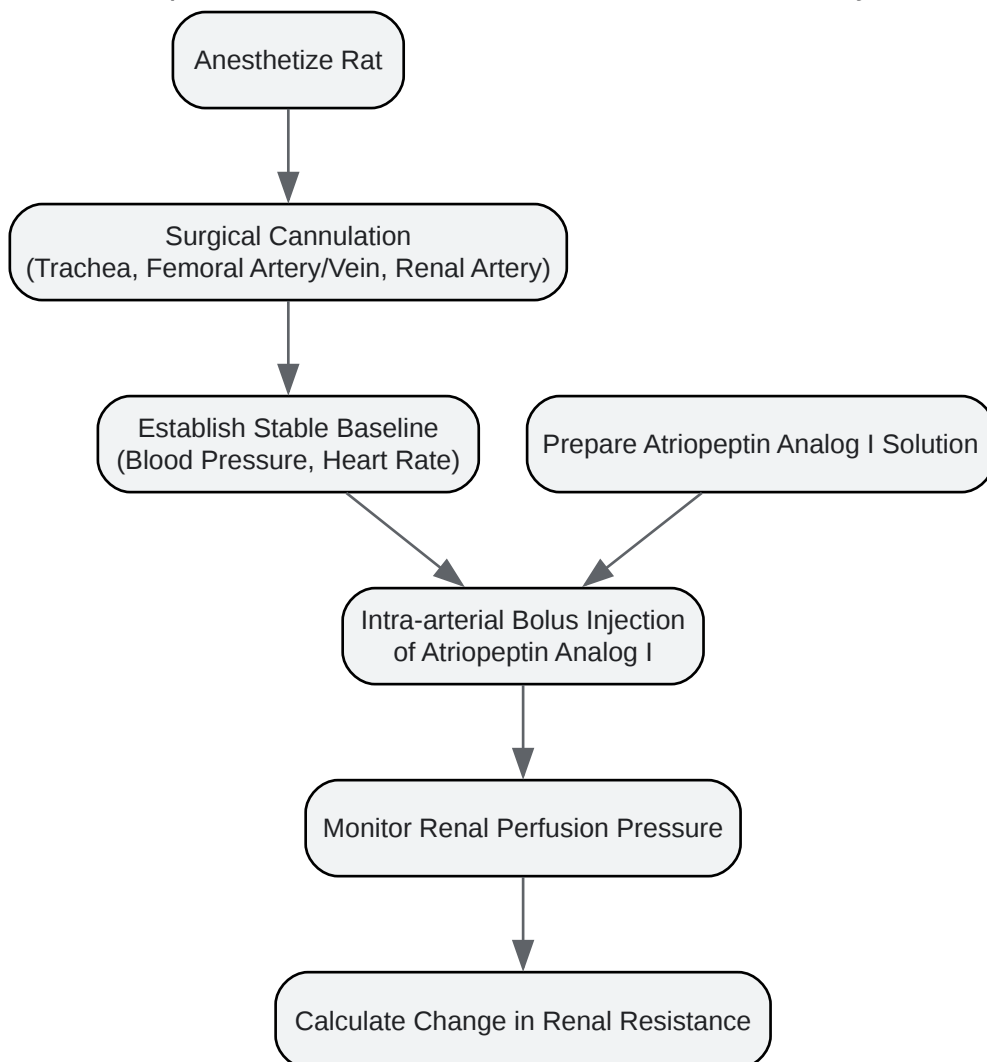 Anesthetize Rat
Surgical Cannulation
(Trachea, Femoral Artery/Vein, Renal Artery)
Establish Stable Baseline
(Blood Pressure, Heart Rate)
Prepare Atriopeptin Analog I Solution
Intra-arterial Bolus Injection
of Atriopeptin Analog I
Monitor Renal Perfusion Pressure
Calculate Change in Renal Resistance